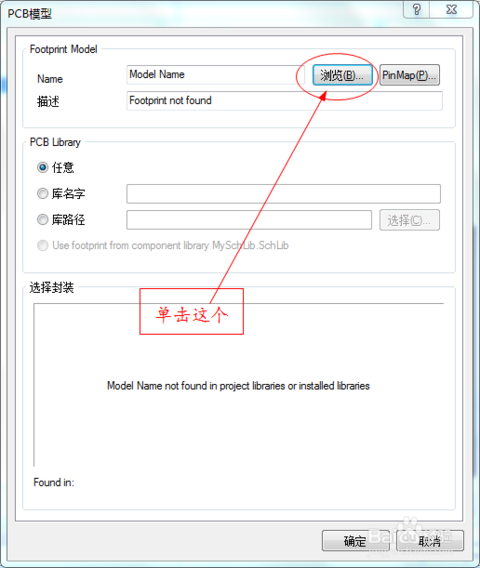 PCB模型
Footprint Model
Name
Model Name
浏览(B)...
PinMap(P)...
描述
Footprint not found
PCB Library
任意
库名字
库路径
选择(C)...
Use footprint from component library MySchLib.SchLib
选择封装
单击这个
Model Name not found in project libraries or installed libraries
Found in:
确定
取消